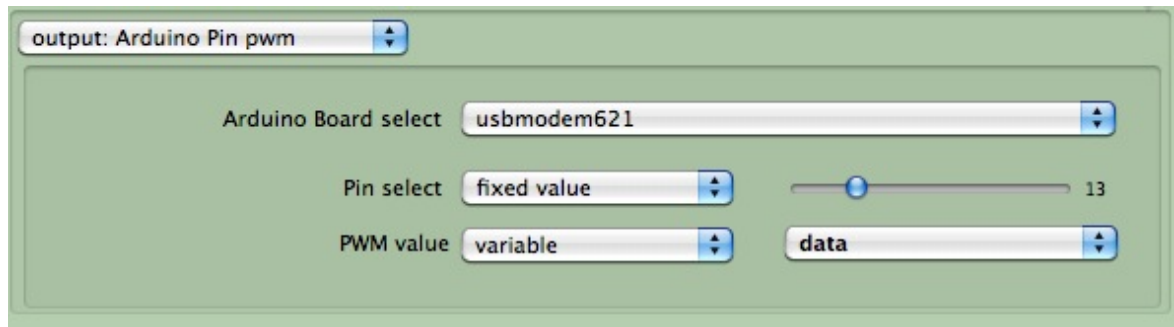 output: Arduino Pin pwm
Arduino Board select usbmodem621
Pin select fixed value 13
PWM value variable data